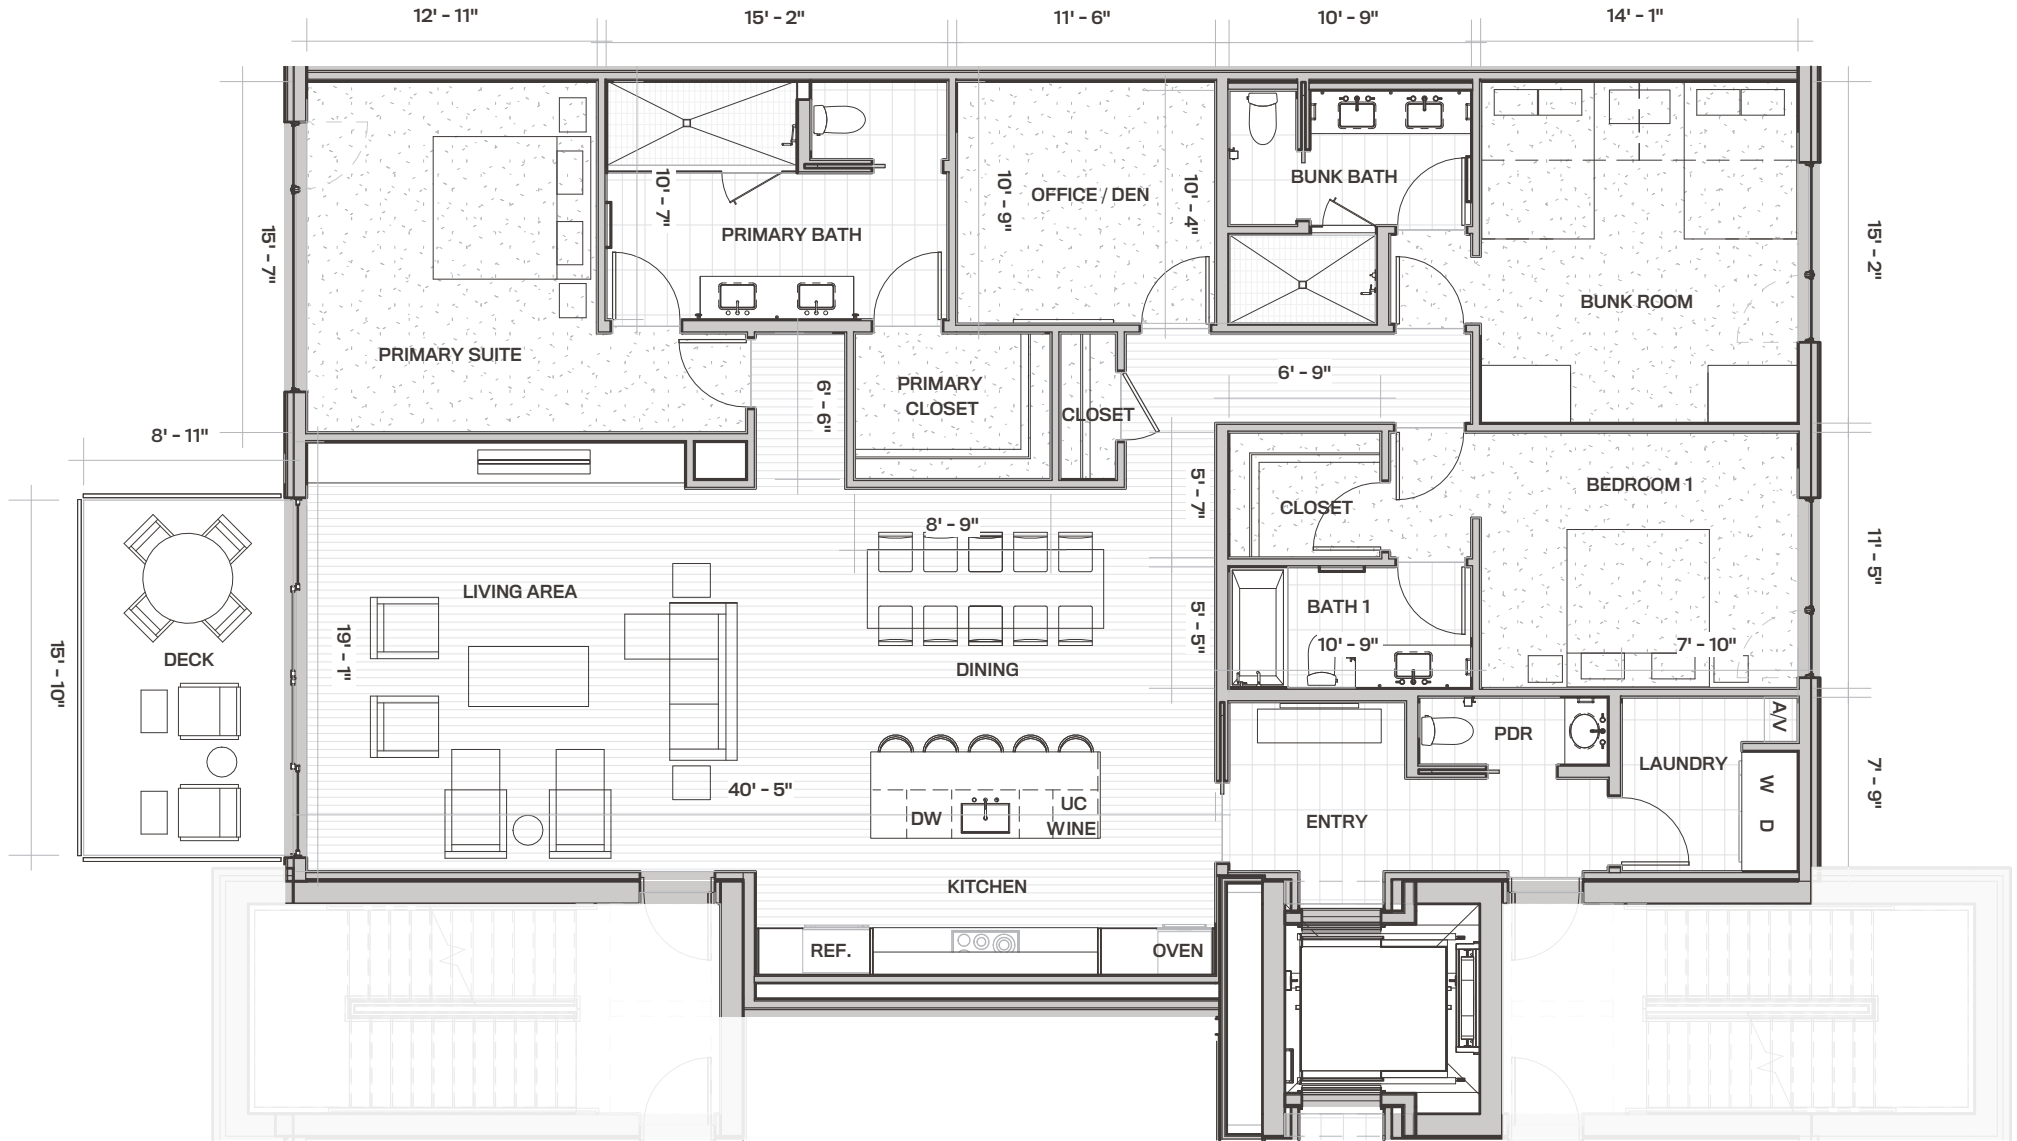 12' - 11"
15' - 2"
11' - 6"
10' - 9"
14' - 1"
10' - 7"
10' - 9"
OFFICE / DEN
10' - 4"
BUNK BATH
PRIMARY BATH
15' - 7"
15' - 2"
BUNK ROOM
PRIMARY SUITE
6' - 6"
PRIMARY
CLOSET
CLOSET
6' - 9"
8' - 11"
5' - 7"
BEDROOM 1
CLOSET
8' - 9"
11' - 5"
LIVING AREA
BATH 1
5' - 5"
19' - 1"
10' - 9"
7' - 10"
DECK
15' - 10"
DINING
A/V
PDR
LAUNDRY
40' - 5"
W D
7' - 9"
DW
UC
WINE
ENTRY
KITCHEN
REF.
OVEN